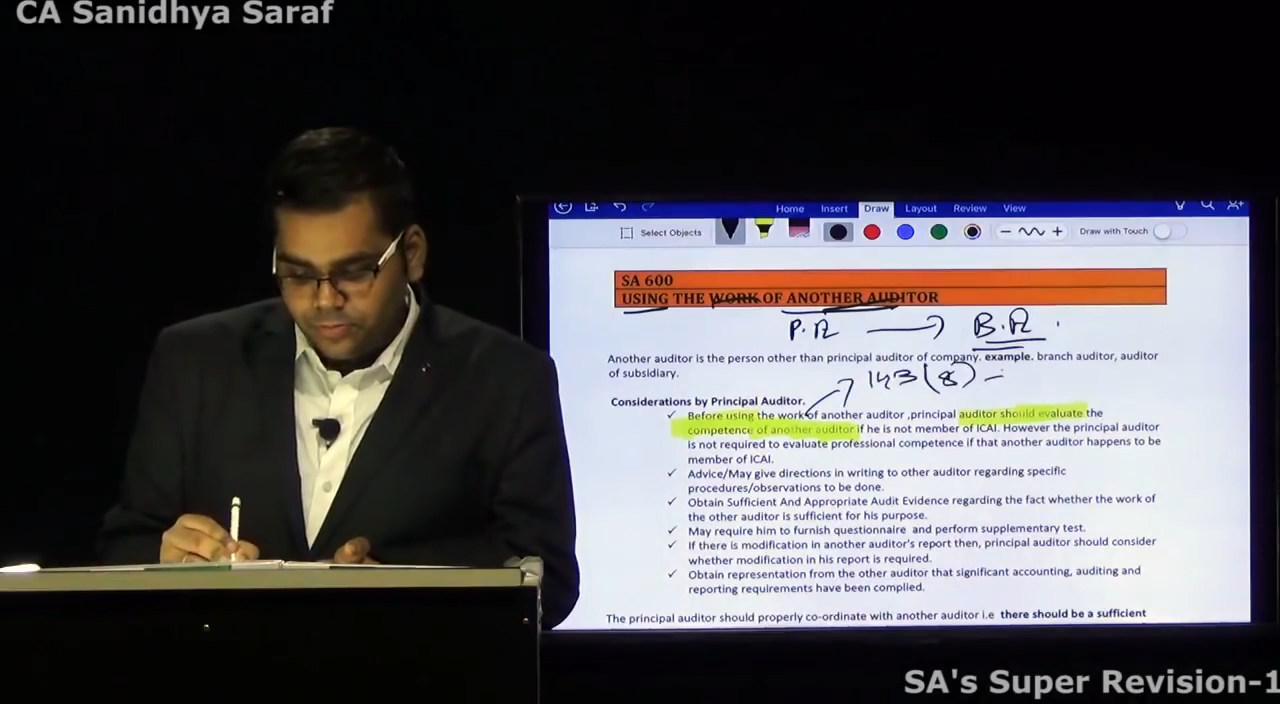 CA Sanidhya Saraf
Home Insert Draw Layout Review View
Select Objects
Draw with Touch
SA 600
USING THE WORK OF ANOTHER AUDITOR
P.A → B.A.
Another auditor is the person other than principal auditor of company. example. branch auditor, auditor
of subsidiary.
143(8) =
Considerations by Principal Auditor.
✓ Before using the work of another auditor ,principal auditor should evaluate the
competence of another auditor if he is not member of ICAI. However the principal auditor
is not required to evaluate professional competence if that another auditor happens to be
member of ICAI.
✓ Advice/May give directions in writing to other auditor regarding specific
procedures/observations to be done.
✓ Obtain Sufficient And Appropriate Audit Evidence regarding the fact whether the work of
the other auditor is sufficient for his purpose.
✓ May require him to furnish questionnaire and perform supplementary test.
✓ If there is modification in another auditor's report then, principal auditor should consider
whether modification in his report is required.
✓ Obtain representation from the other auditor that significant accounting, auditing and
reporting requirements have been complied.
The principal auditor should properly co-ordinate with another auditor i.e there should be a sufficient
SA's Super Revision-1